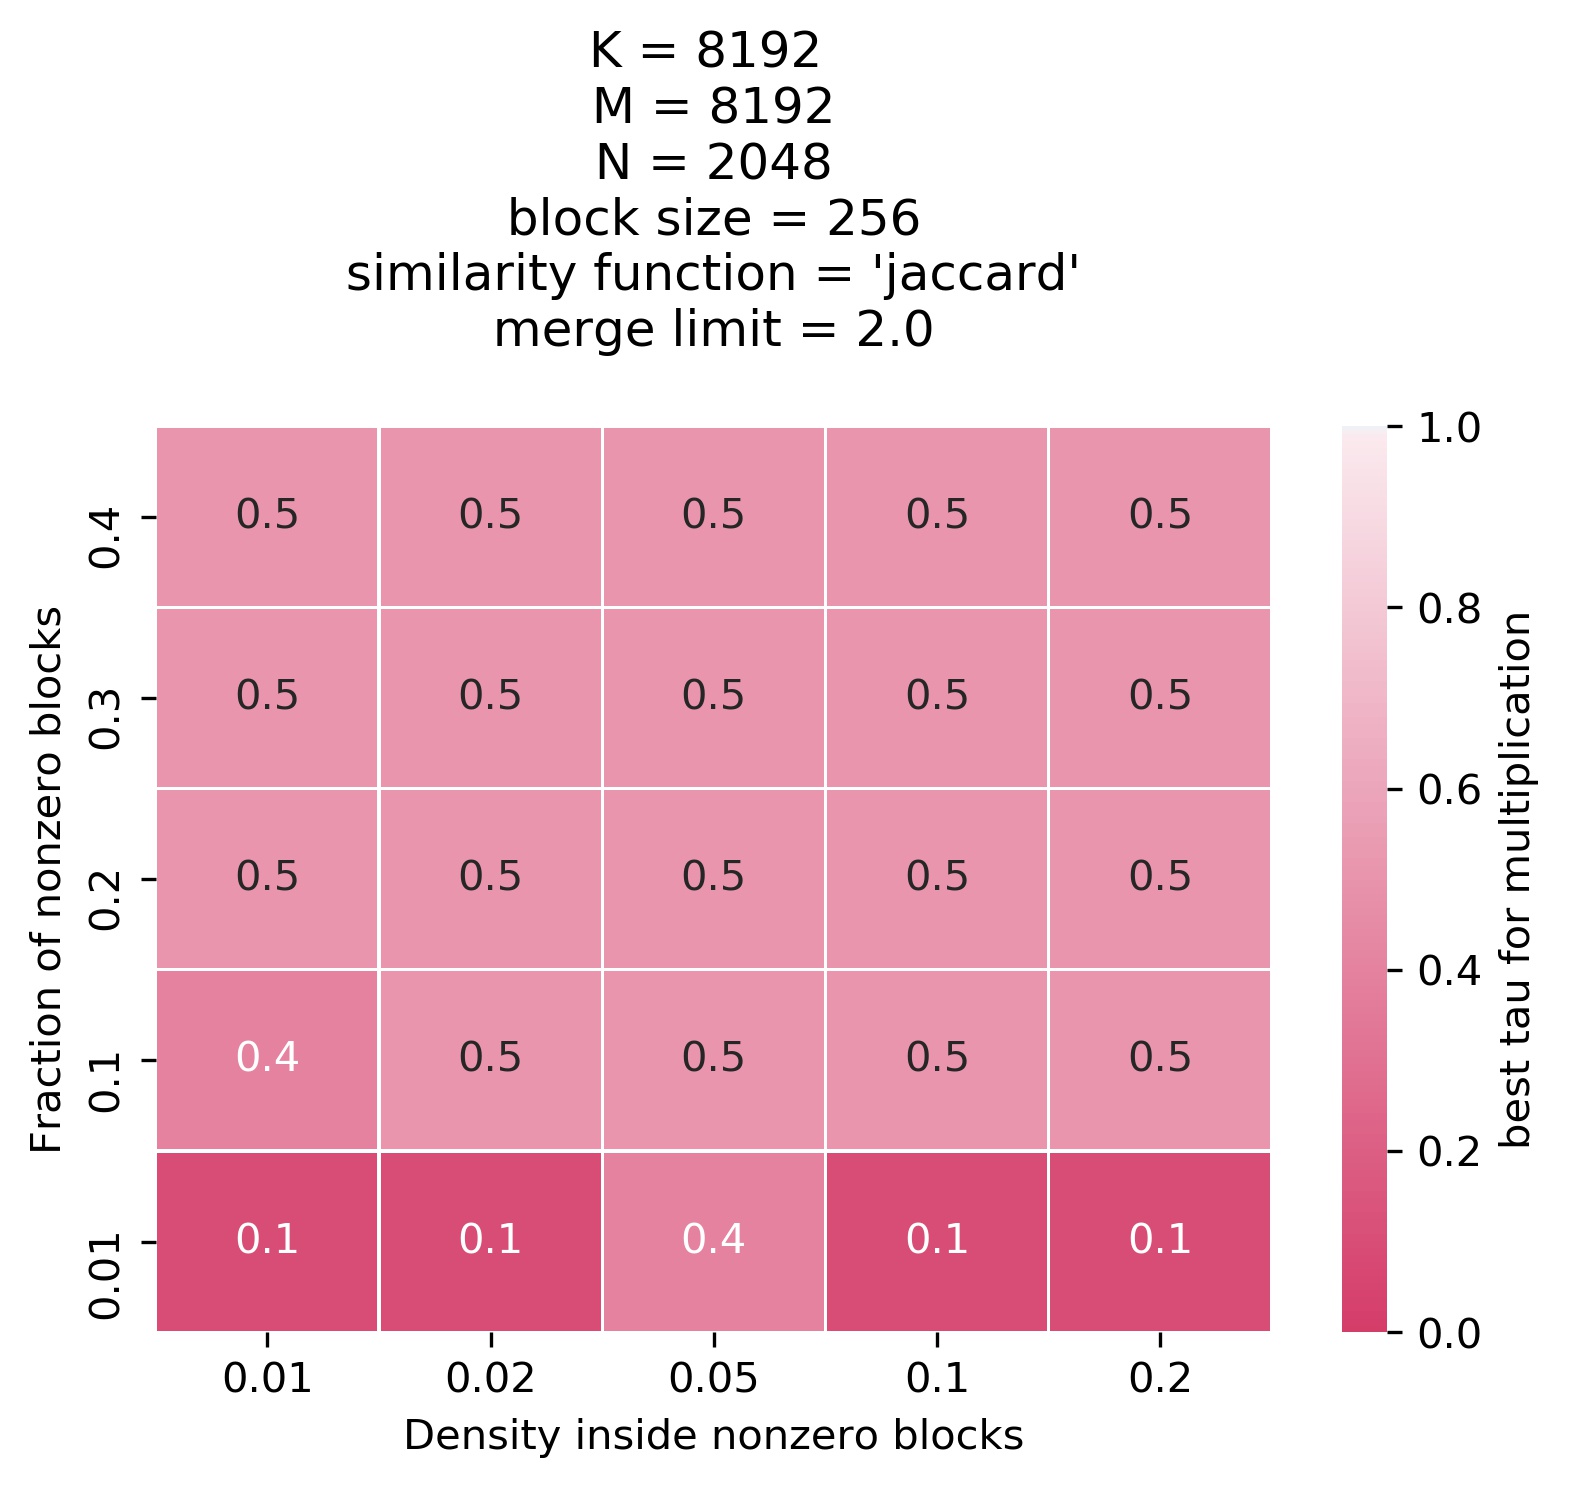 K = 8192
M = 8192
N = 2048
block size = 256
similarity function = 'jaccard'
merge limit = 2.0
Fraction of nonzero blocks
0.4
0.5 0.5 0.5 0.5 0.5
0.3
0.5 0.5 0.5 0.5 0.5
0.2
0.5 0.5 0.5 0.5 0.5
0.1
0.4 0.5 0.5 0.5 0.5
0.01
0.1 0.1 0.4 0.1 0.1
0.01 0.02 0.05 0.1 0.2
Density inside nonzero blocks
1.0
0.8
0.6
0.4
0.2
0.0
best tau for multiplication